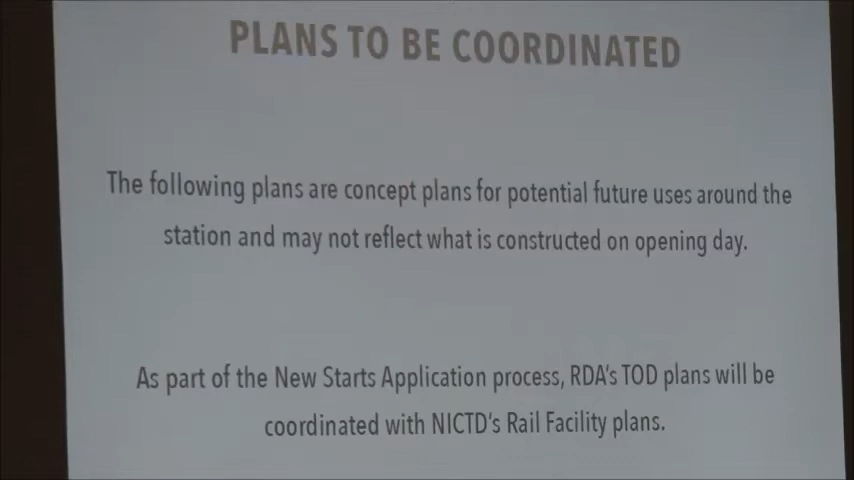 PLANS TO BE COORDINATED
The following plans are concept plans for potential future uses around the
station and may not reflect what is constructed on opening day.
As part of the New Starts Application process, RDA's TOD plans will be
coordinated with NICTD's Rail Facility plans.